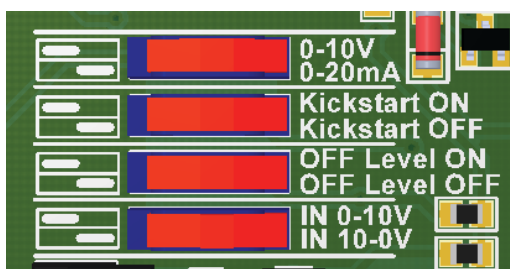 0-10V
0-20mA
Kickstart ON
Kickstart OFF
OFF Level ON
OFF Level OFF
IN 0-10V
IN 10-0V